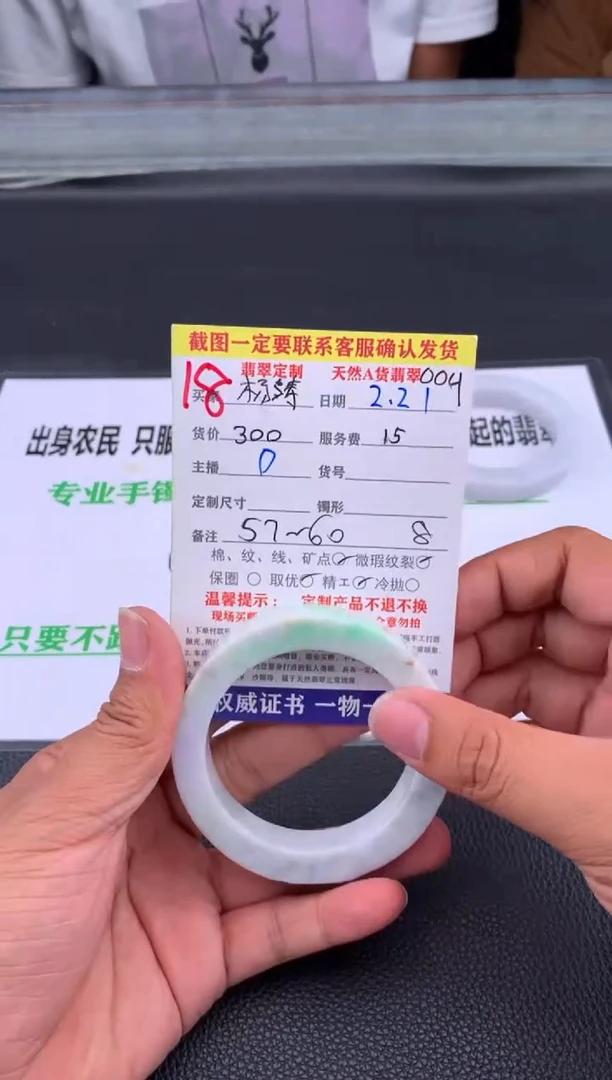 截图一定要联系客服确认发货
翡翠定制 天然A货翡翠 004
18 买家 日期 2.21
货价 300 服务费 15
主播 0 货号
定制尺寸 镯形
备注 57~60 8
棉、纹、线、矿点 微瑕纹裂
保圈 取优 精工 冷抛
温馨提示: 定制产品不退不换
权威证书 一物一
出身农民 只服
起的翡
专业手镯
只要不